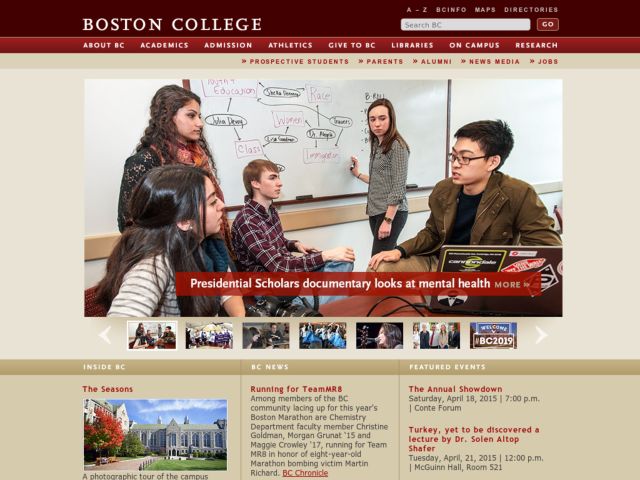 A – Z BCINFO MAPS DIRECTORIES
BOSTON COLLEGE
Search BC
GO
ABOUT BC ACADEMICS ADMISSION ATHLETICS GIVE TO BC LIBRARIES ON CAMPUS RESEARCH
» PROSPECTIVE STUDENTS » PARENTS » ALUMNI » NEWS MEDIA » JOBS
Youth &
Education
Sheila Gervney
Race
Julia Devoy
Women
Dr. Alegría
Travers
Class
Immigration
cannondale
Presidential Scholars documentary looks at mental health MORE »
WELCOME
#BC2019
INSIDE BC
BC NEWS
FEATURED EVENTS
The Seasons
A photographic tour of the campus
Running for TeamMR8
Among members of the BC
community lacing up for this year's
Boston Marathon are Chemistry
Department faculty member Christine
Goldman, Morgan Grunat '15 and
Maggie Crowley '17, running for Team
MR8 in honor of eight-year-old
Marathon bombing victim Martin
Richard. BC Chronicle
The Annual Showdown
Saturday, April 18, 2015 | 7:00 p.m.
| Conte Forum
Turkey, yet to be discovered a
lecture by Dr. Solen Altop
Shafer
Tuesday, April, 21, 2015 | 12:00 p.m.
| McGuinn Hall, Room 521